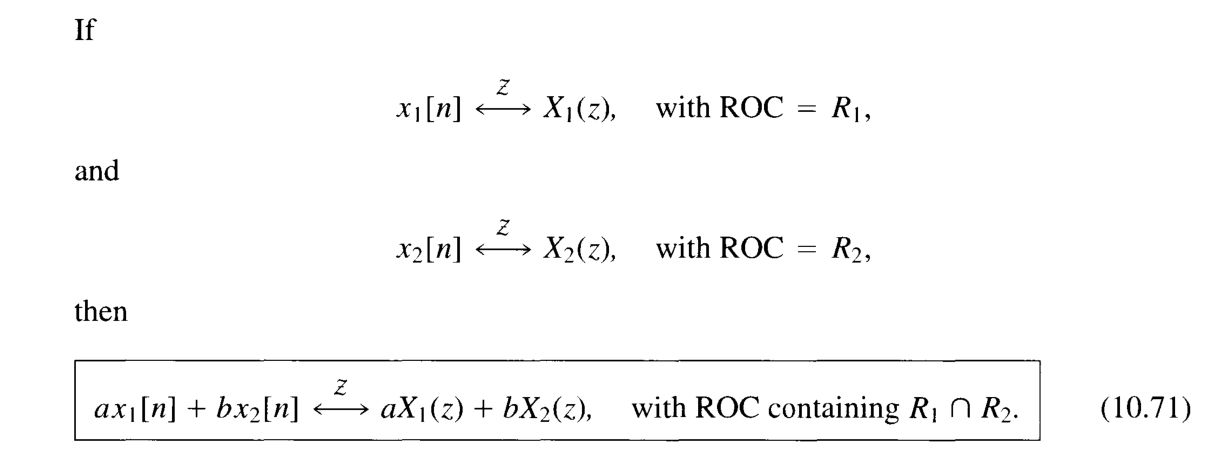 If
x₁[n] ⟷ᶻ X₁(z), with ROC = R₁,
and
x₂[n] ⟷ᶻ X₂(z), with ROC = R₂,
then
ax₁[n] + bx₂[n] ⟷ᶻ aX₁(z) + bX₂(z), with ROC containing R₁ ∩ R₂. (10.71)